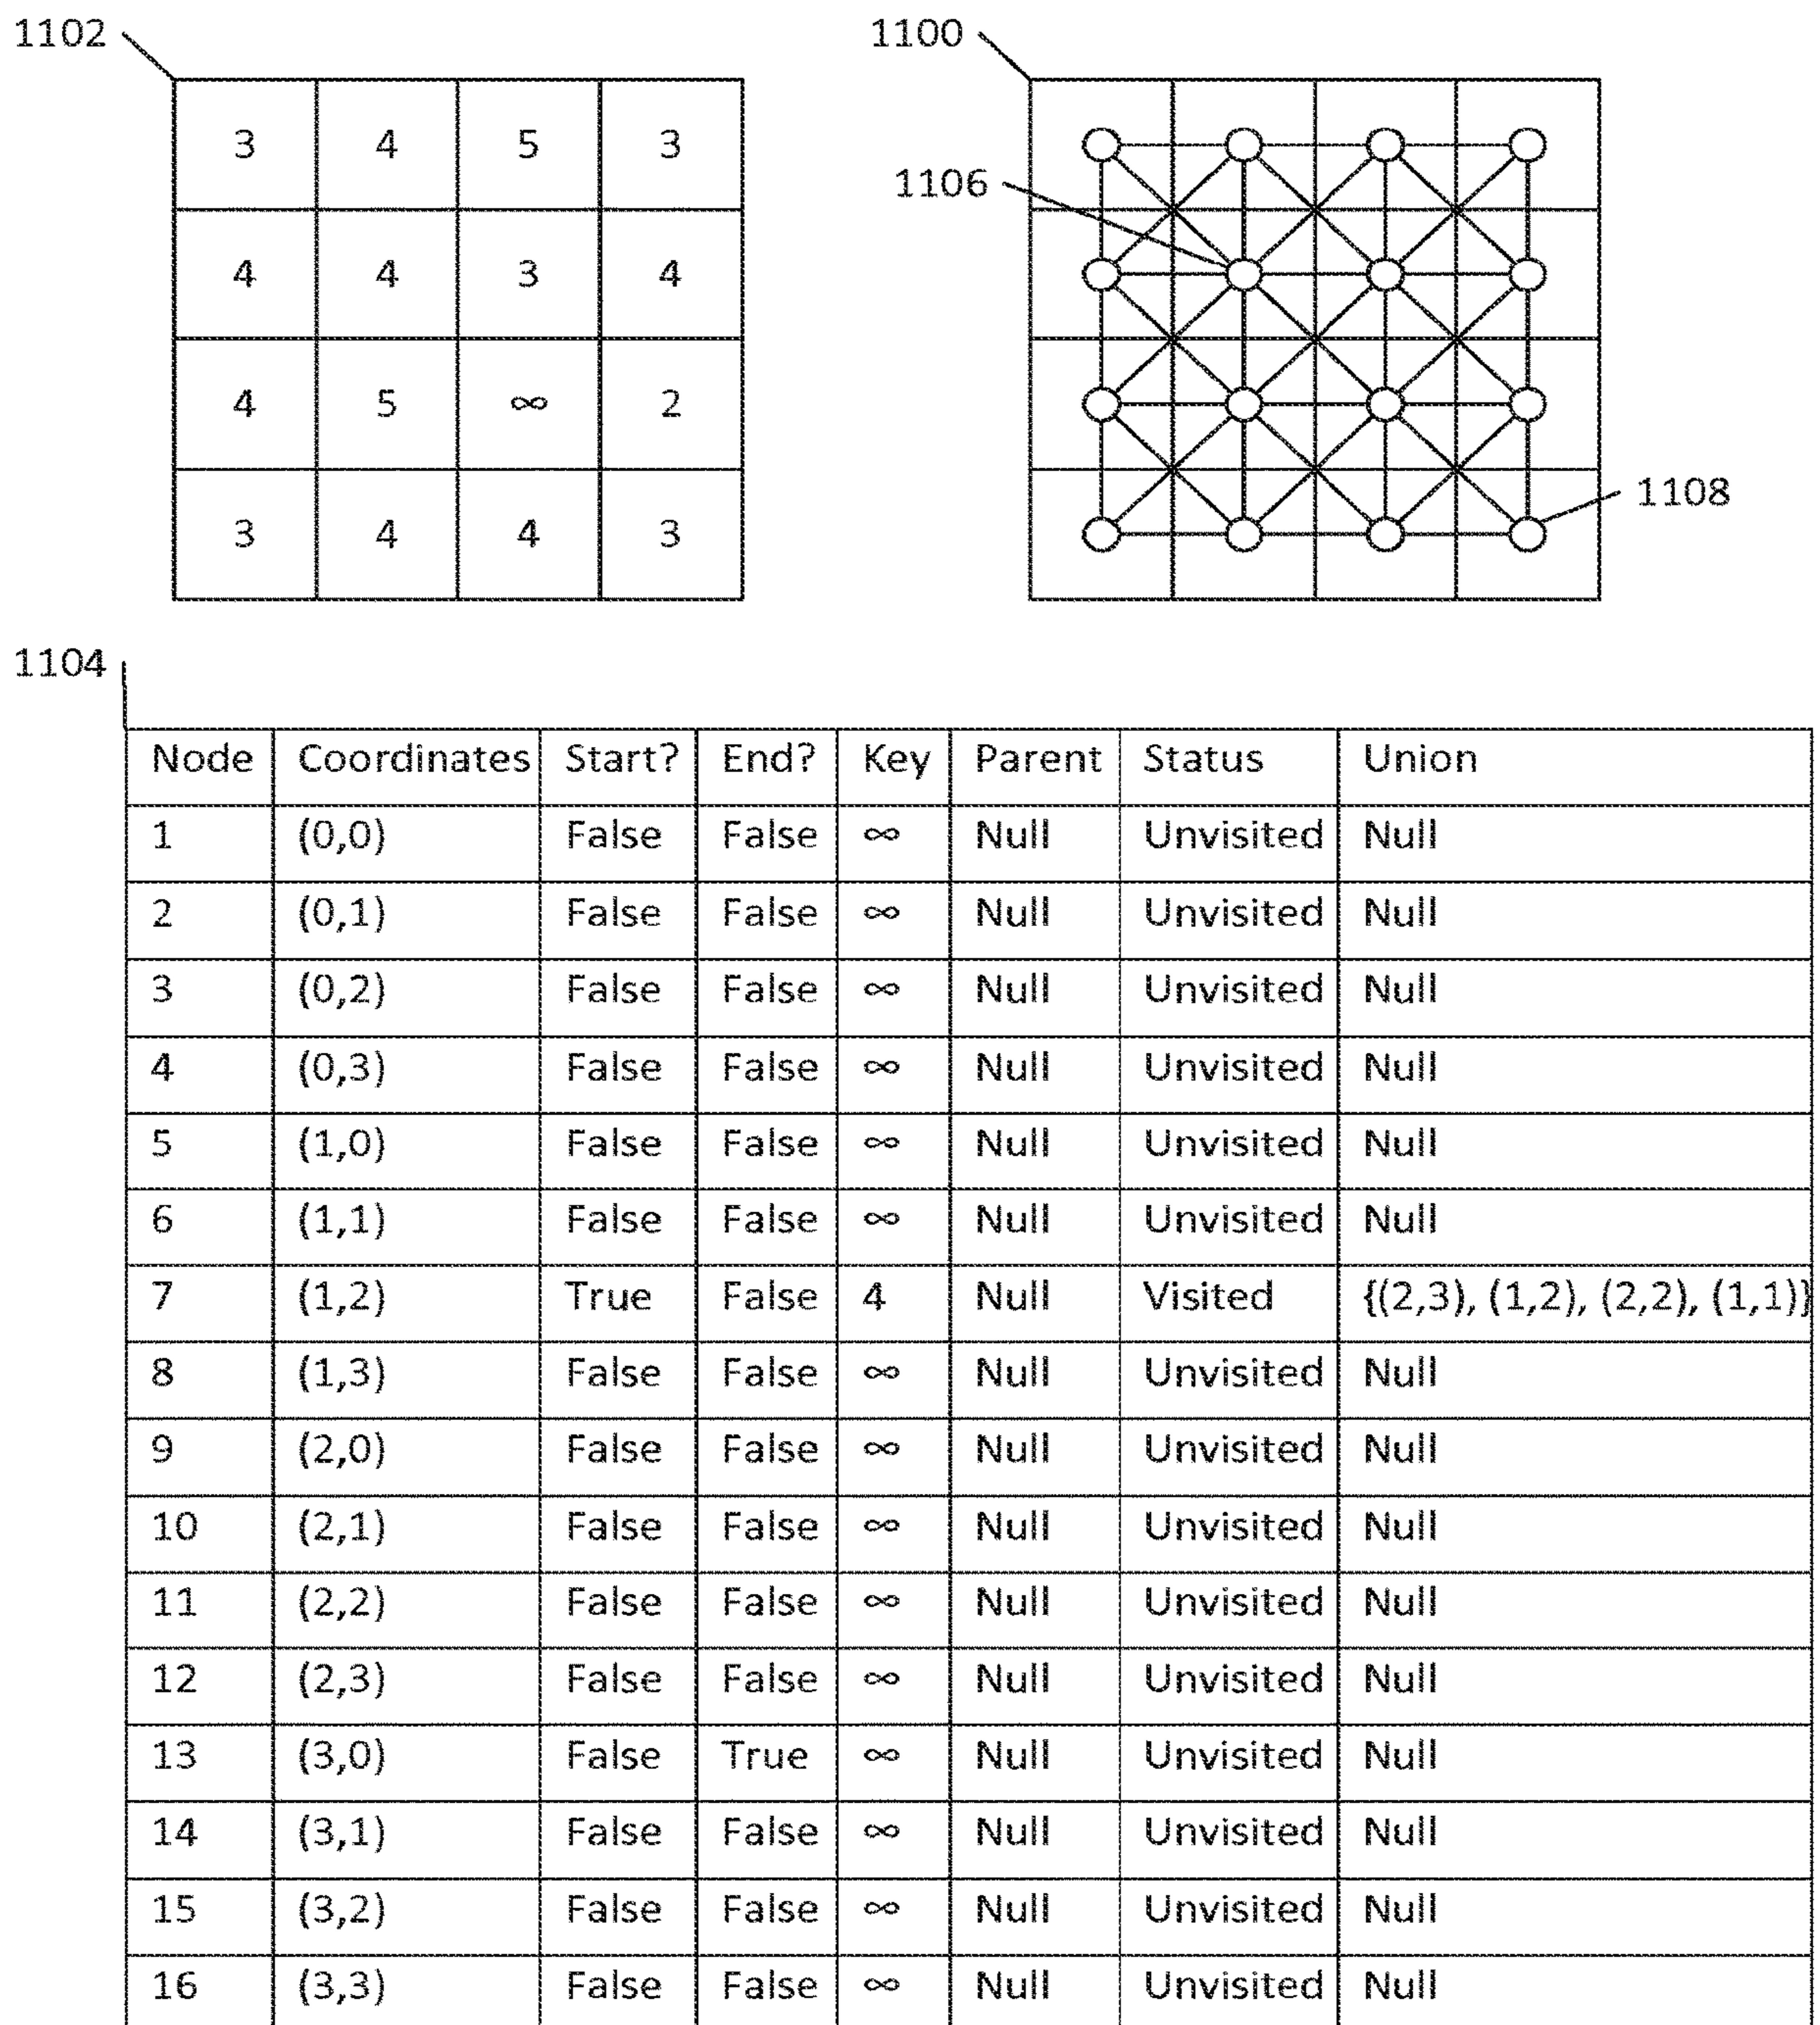 1102
1100
3 4 5 3
1106
4 4 3 4
4 5 ∞ 2
1108
3 4 4 3
1104
Node Coordinates Start? End? Key Parent Status Union
1 (0,0) False False ∞ Null Unvisited Null
2 (0,1) False False ∞ Null Unvisited Null
3 (0,2) False False ∞ Null Unvisited Null
4 (0,3) False False ∞ Null Unvisited Null
5 (1,0) False False ∞ Null Unvisited Null
6 (1,1) False False ∞ Null Unvisited Null
7 (1,2) True False 4 Null Visited {(2,3), (1,2), (2,2), (1,1)}
8 (1,3) False False ∞ Null Unvisited Null
9 (2,0) False False ∞ Null Unvisited Null
10 (2,1) False False ∞ Null Unvisited Null
11 (2,2) False False ∞ Null Unvisited Null
12 (2,3) False False ∞ Null Unvisited Null
13 (3,0) False True ∞ Null Unvisited Null
14 (3,1) False False ∞ Null Unvisited Null
15 (3,2) False False ∞ Null Unvisited Null
16 (3,3) False False ∞ Null Unvisited Null